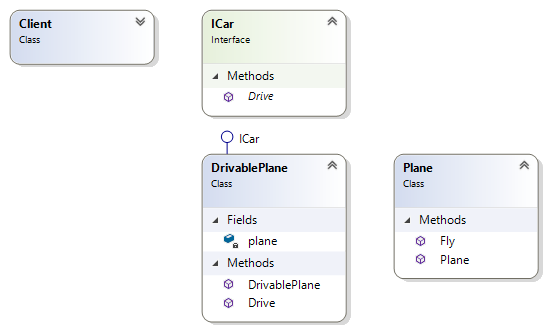 Client
Class
ICar
Interface
Methods
Drive
ICar
DrivablePlane
Class
Fields
plane
Methods
DrivablePlane
Drive
Plane
Class
Methods
Fly
Plane